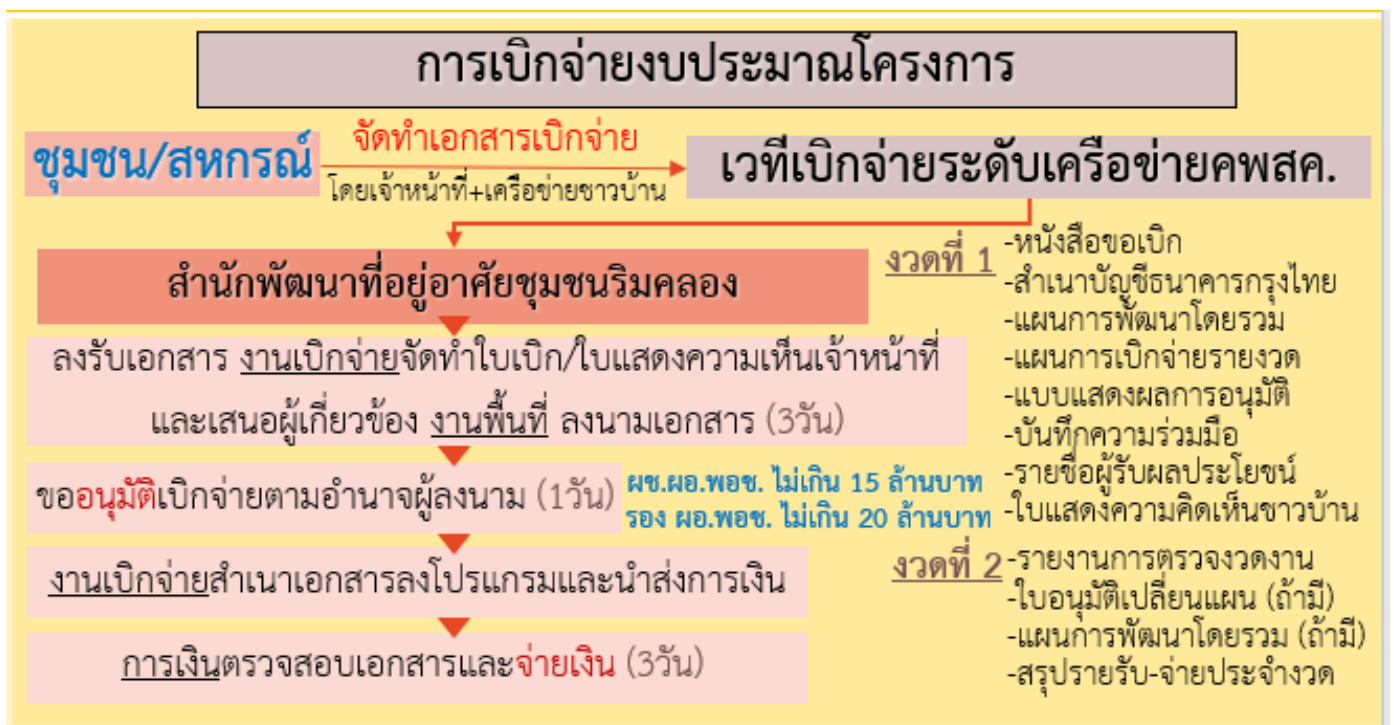 การเบิกจ่ายงบประมาณโครงการ
ชุมชน/สหกรณ์
จัดทำเอกสารเบิกจ่าย
โดยเจ้าหน้าที่+เครือข่ายชาวบ้าน
เวทีเบิกจ่ายระดับเครือข่ายคพสค.
สำนักพัฒนาที่อยู่อาศัยชุมชนริมคลอง
ลงรับเอกสาร งานเบิกจ่ายจัดทำใบเบิก/ใบแสดงความเห็นเจ้าหน้าที่
และเสนอผู้เกี่ยวข้อง งานพื้นที่ ลงนามเอกสาร (3วัน)
ขออนุมัติเบิกจ่ายตามอำนาจผู้ลงนาม (1วัน)
ผช.ผอ.พอช. ไม่เกิน 15 ล้านบาท
รอง ผอ.พอช. ไม่เกิน 20 ล้านบาท
งานเบิกจ่ายสำเนาเอกสารลงโปรแกรมและนำส่งการเงิน
การเงินตรวจสอบเอกสารและจ่ายเงิน (3วัน)
งวดที่ 1
-หนังสือขอเบิก
-สำเนาบัญชีธนาคารกรุงไทย
-แผนการพัฒนาโดยรวม
-แผนการเบิกจ่ายรายงวด
-แบบแสดงผลการอนุมัติ
-บันทึกความร่วมมือ
-รายชื่อผู้รับผลประโยชน์
-ใบแสดงความคิดเห็นชาวบ้าน
งวดที่ 2
-รายงานการตรวจงวดงาน
-ใบอนุมัติเปลี่ยนแผน (ถ้ามี)
-แผนการพัฒนาโดยรวม (ถ้ามี)
-สรุปรายรับ-จ่ายประจำงวด